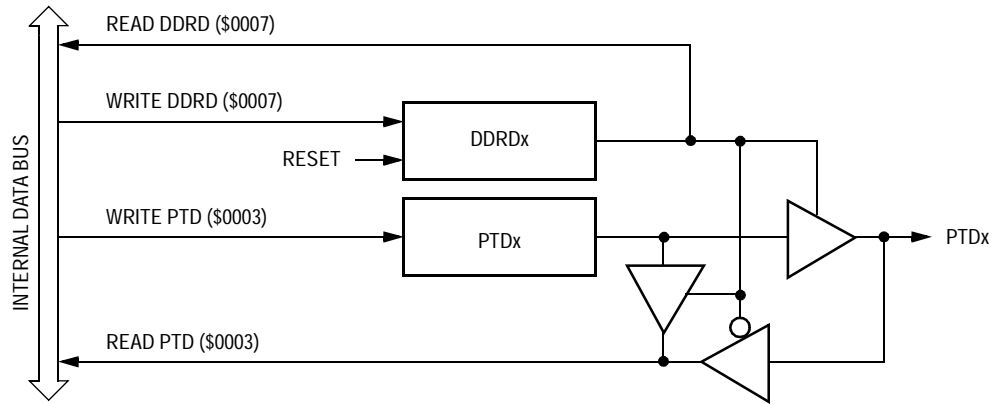 READ DDRD ($0007)
WRITE DDRD ($0007)
DDRDx
RESET
WRITE PTD ($0003)
PTDx
PTDx
READ PTD ($0003)
INTERNAL DATA BUS